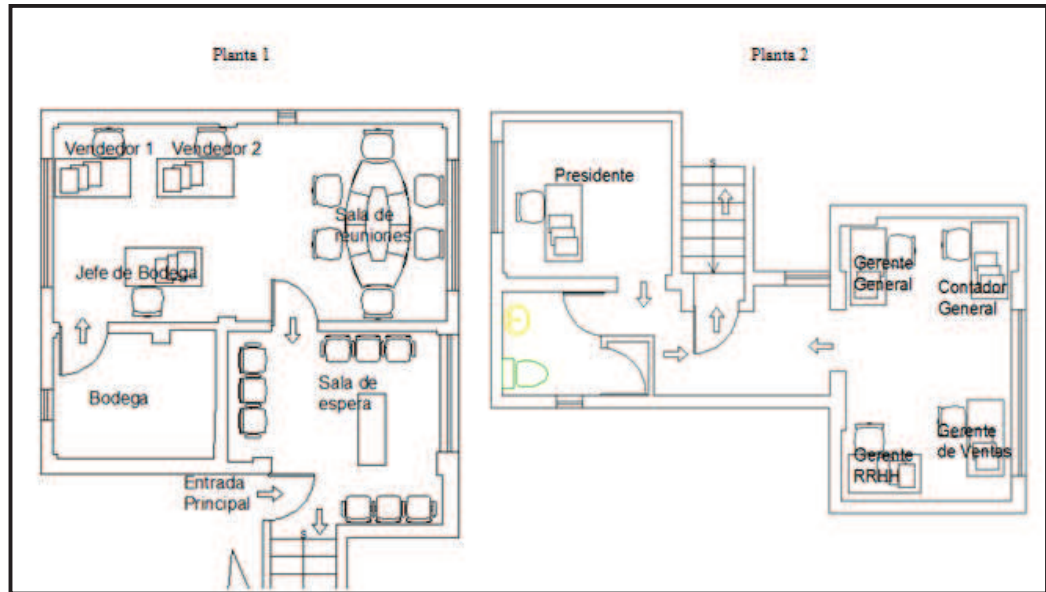 Planta 1
Planta 2
Vendedor 1
Vendedor 2
Sala de
reuniones
Jefe de Bodega
Bodega
Sala de
espera
Entrada
Principal
S
Presidente
S
Gerente
General
Contador
General
Gerente
RRHH
Gerente
de Ventas